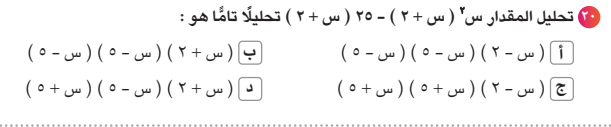 ٢٠ تحليل المقدار س٢ ( س + ٢ ) – ٢٥ ( س + ٢ ) تحليلًا تامًّا هو :
أ ( س – ٢ ) ( س – ٥ ) ( س – ٥ ) ب ( س + ٢ ) ( س – ٥ ) ( س – ٥ )
ج ( س – ٢ ) ( س + ٥ ) ( س + ٥ ) د ( س + ٢ ) ( س – ٥ ) ( س + ٥ )